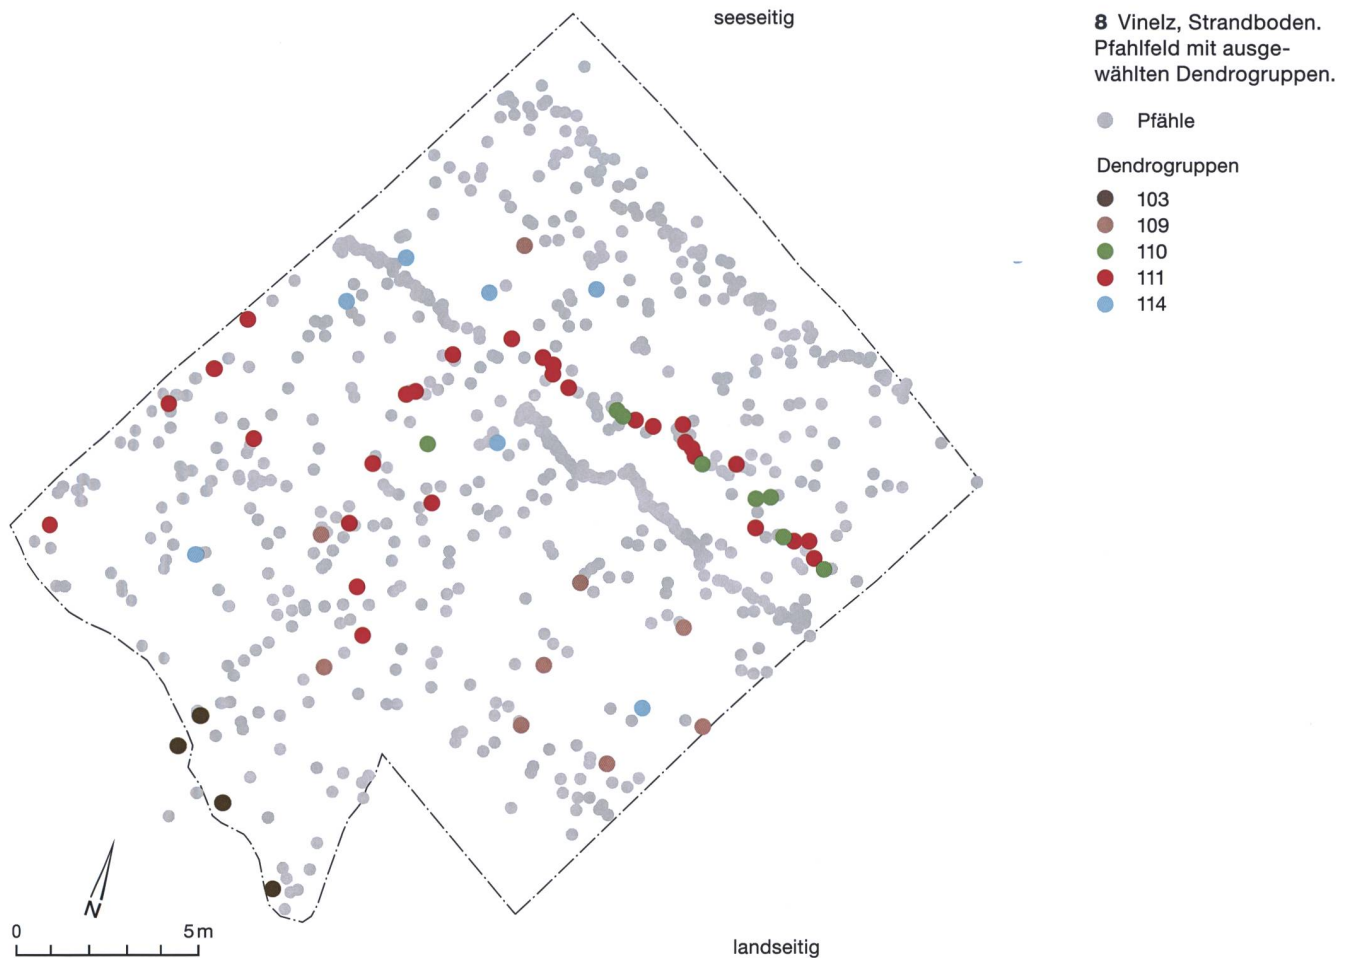 seeseitig
8 Vinelz, Strandboden.
Pfahlfeld mit ausge-
wählten Dendrogruppen.
Pfähle
Dendrogruppen
103
109
110
111
114
N
0 5 m
landseitig